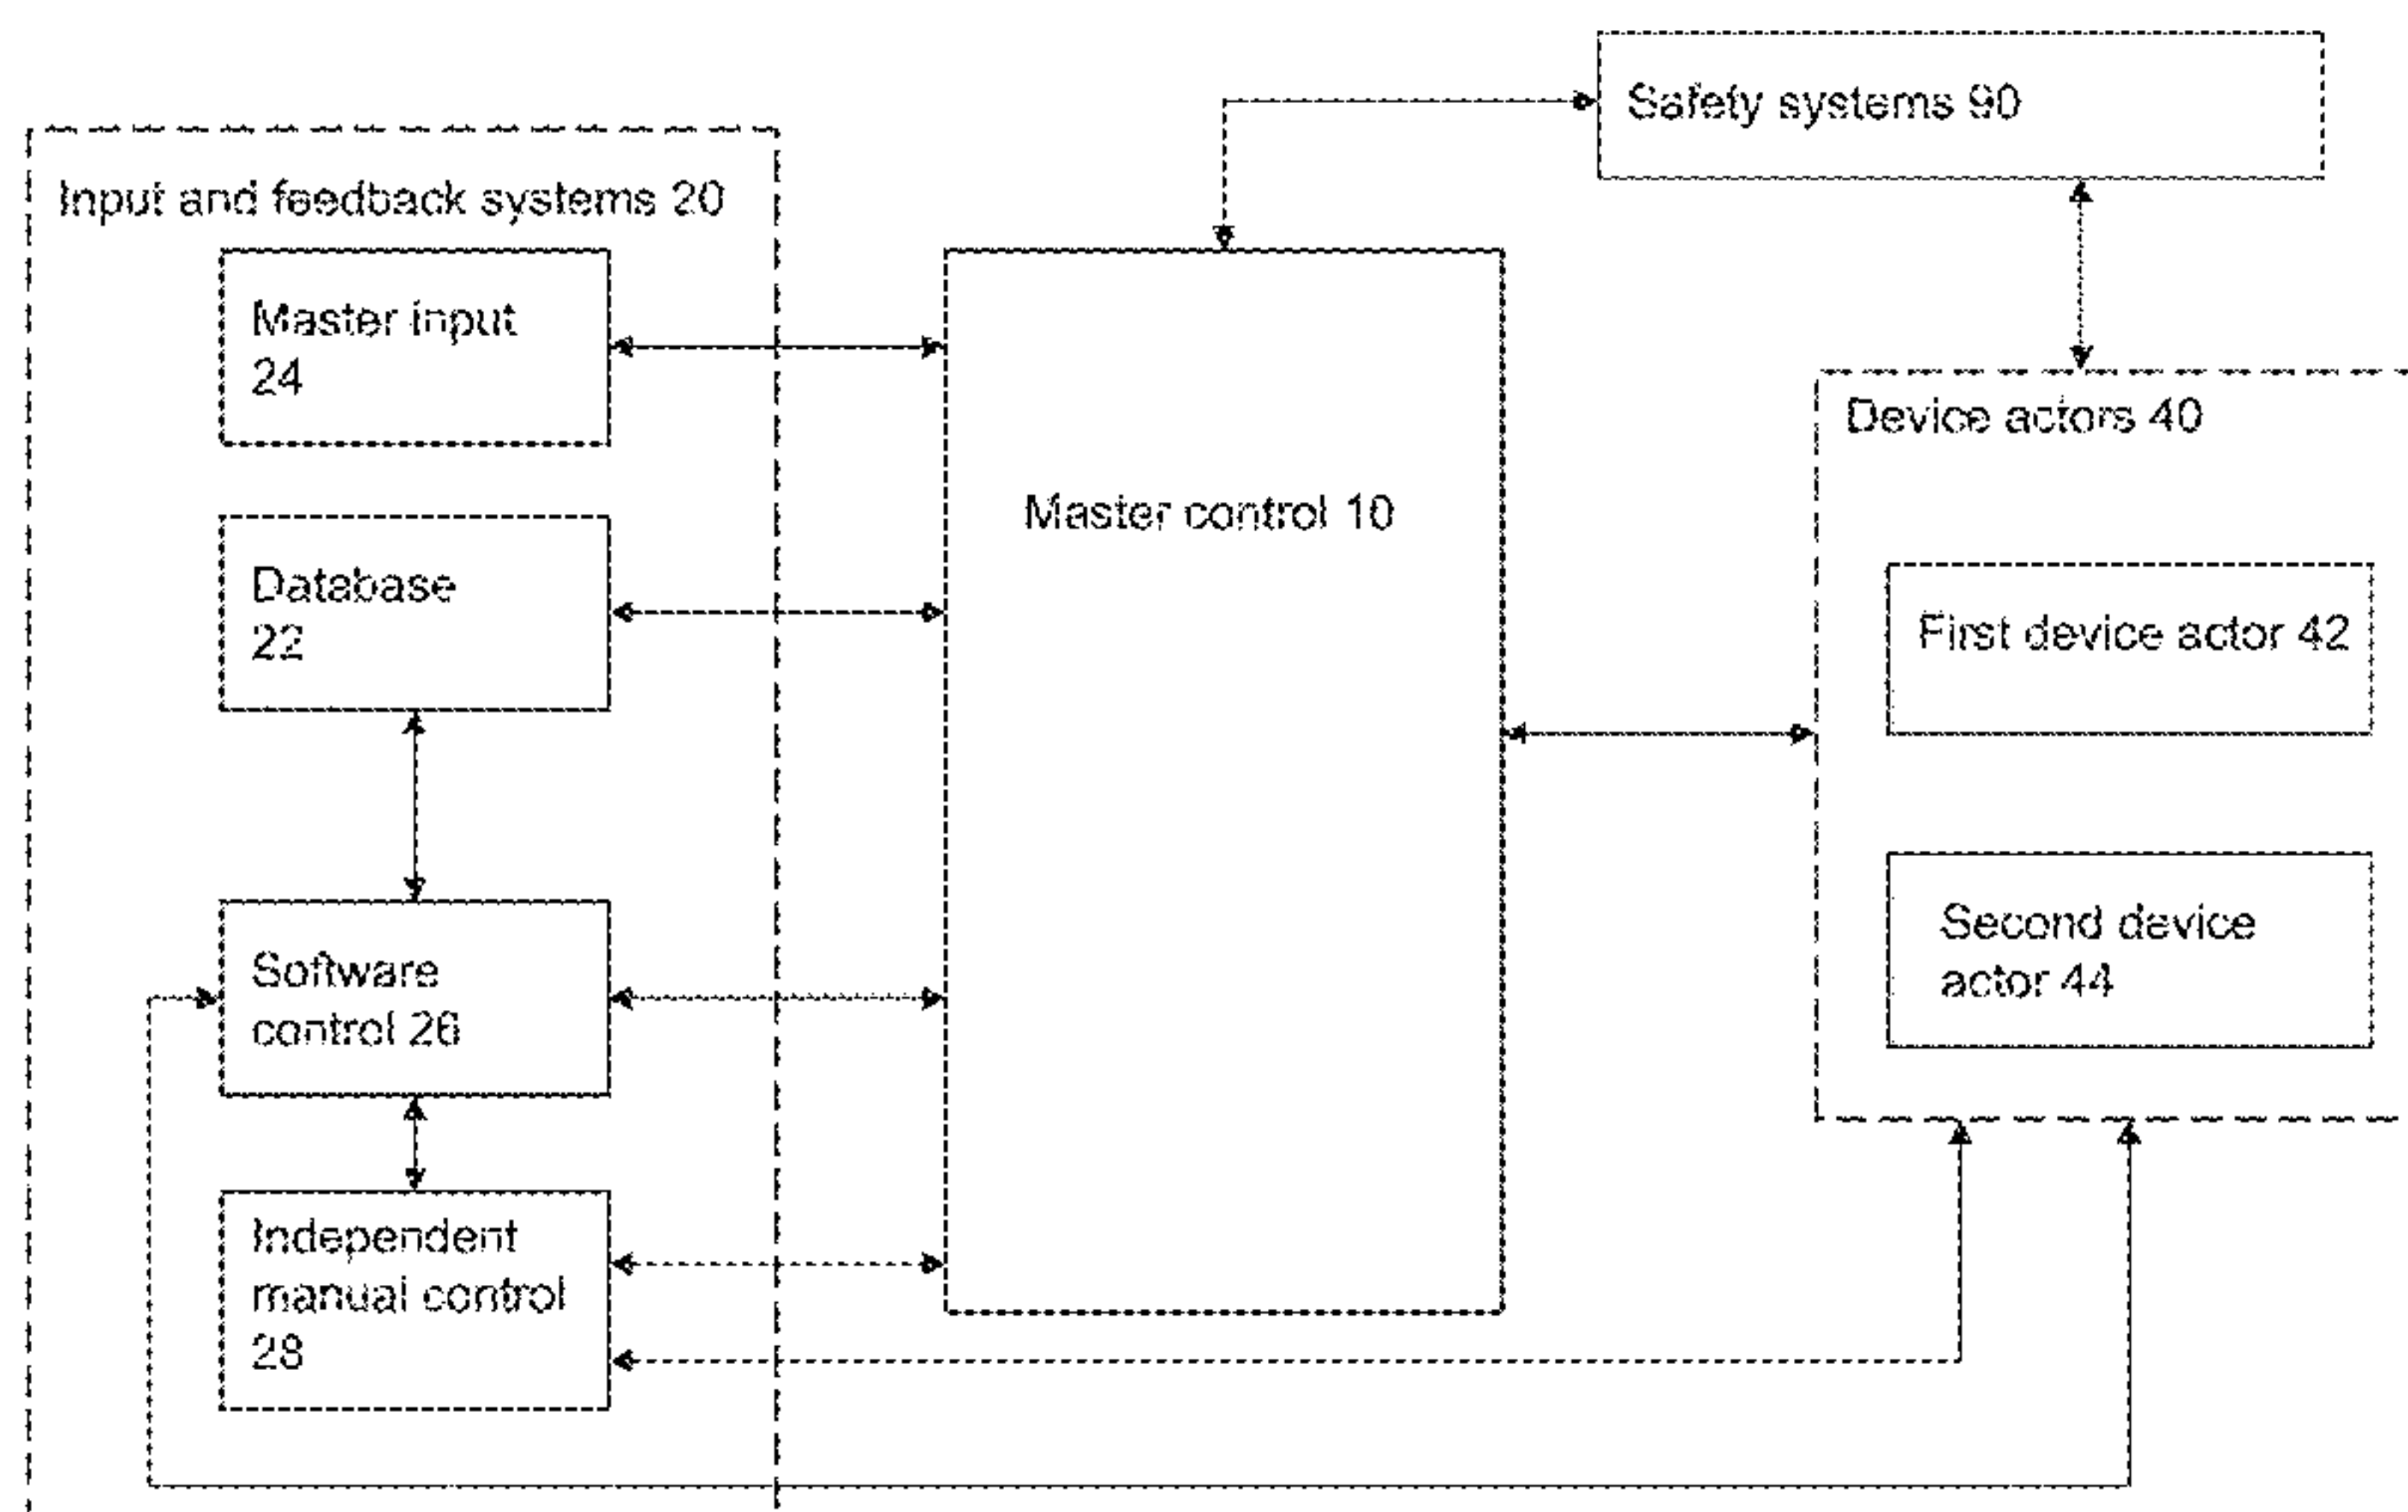 Safety systems 90
Input and feedback systems 20
Master input
24
Master control 10
Device actors 40
Database
22
First device actor 42
Second device
actor 44
Software
control 26
Independent
manual control
28